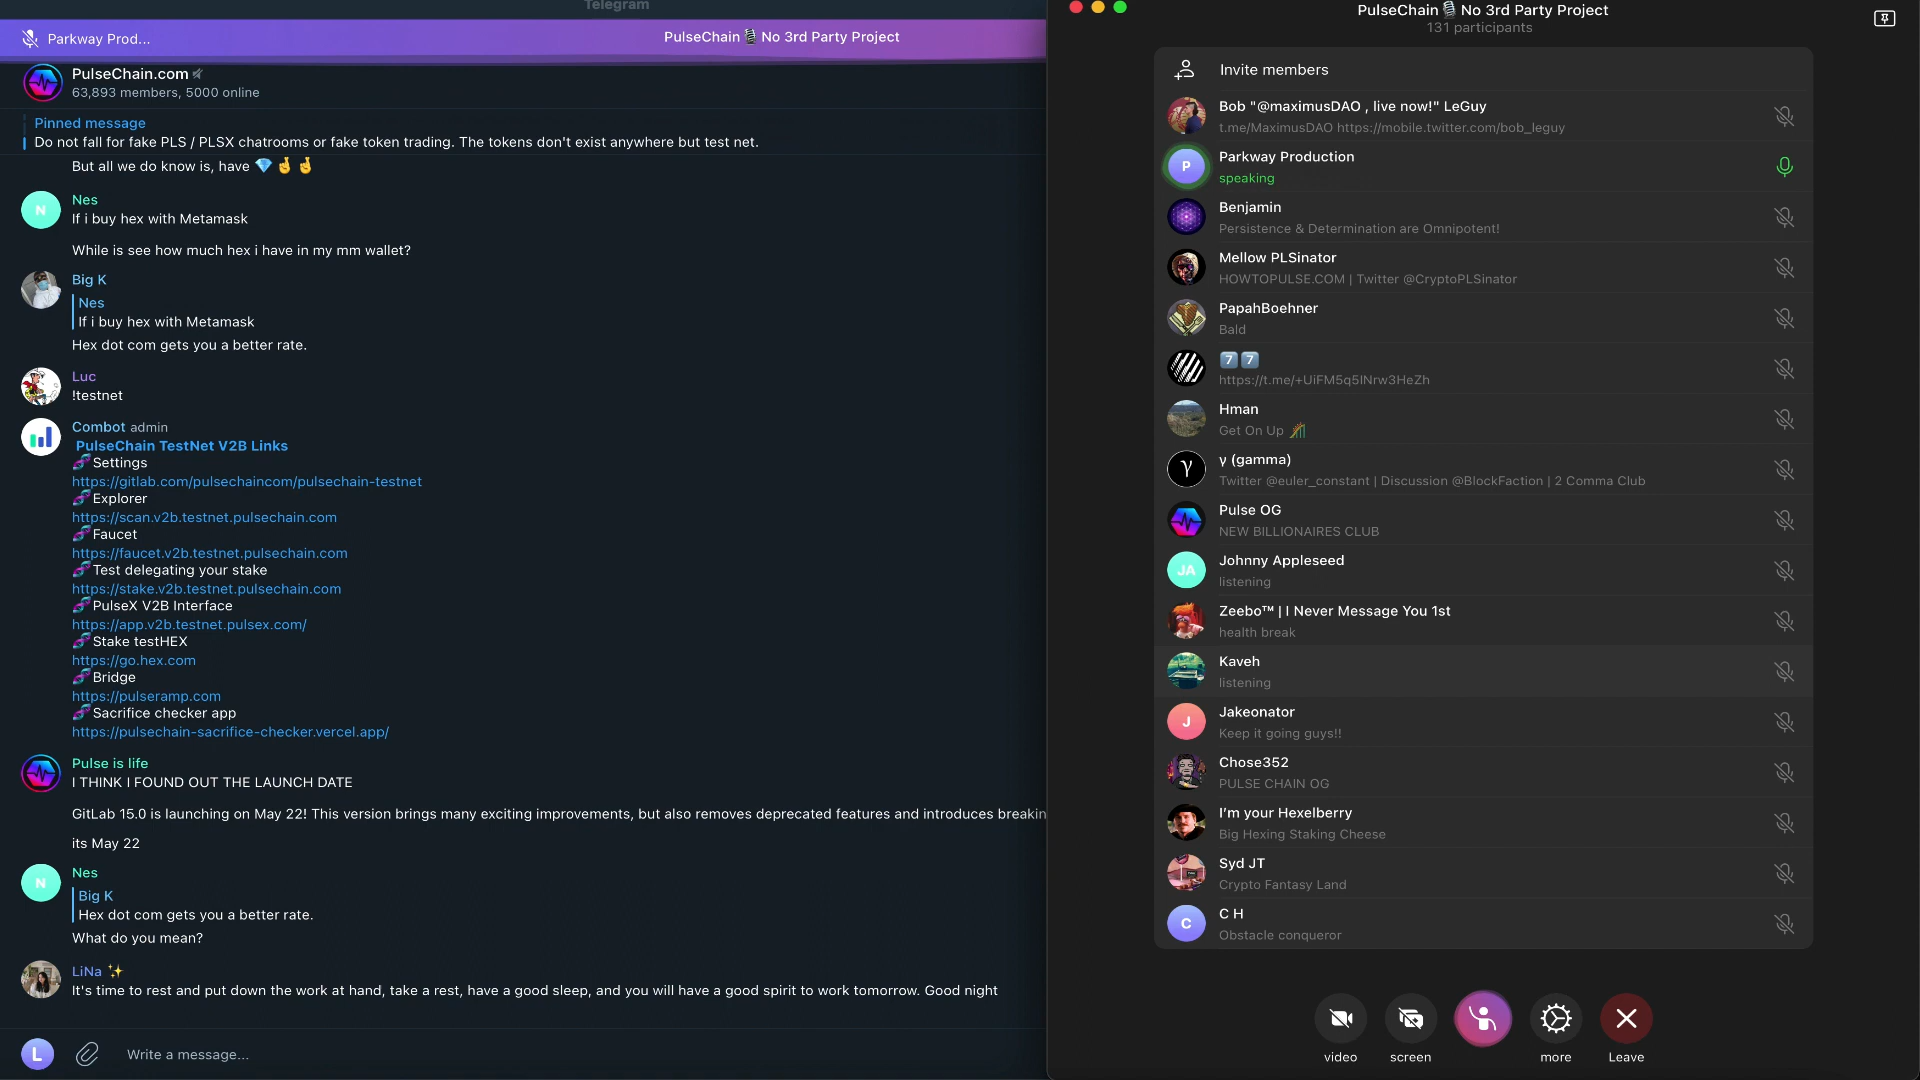 Telegram
Parkway Prod...
PulseChain🎙️No 3rd Party Project
PulseChain.com
63,893 members, 5000 online
Pinned message
Do not fall for fake PLS / PLSX chatrooms or fake token trading. The tokens don't exist anywhere but test net.
But all we do know is, have 💎🤞🤞
N
Nes
If i buy hex with Metamask
While is see how much hex i have in my mm wallet?
Big K
Nes
If i buy hex with Metamask
Hex dot com gets you a better rate.
Luc
!testnet
Combot admin
PulseChain TestNet V2B Links
🧬Settings
https://gitlab.com/pulsechaincom/pulsechain-testnet
🧬Explorer
https://scan.v2b.testnet.pulsechain.com
🧬Faucet
https://faucet.v2b.testnet.pulsechain.com
🧬Test delegating your stake
https://stake.v2b.testnet.pulsechain.com
🧬PulseX V2B Interface
https://app.v2b.testnet.pulsex.com/
🧬Stake testHEX
https://go.hex.com
🧬Bridge
https://pulseramp.com
🧬Sacrifice checker app
https://pulsechain-sacrifice-checker.vercel.app/
Pulse is life
I THINK I FOUND OUT THE LAUNCH DATE
GitLab 15.0 is launching on May 22! This version brings many exciting improvements, but also removes deprecated features and introduces breakin
its May 22
N
Nes
Big K
Hex dot com gets you a better rate.
What do you mean?
LiNa ✨
It's time to rest and put down the work at hand, take a rest, have a good sleep, and you will have a good spirit to work tomorrow. Good night
L
Write a message...
PulseChain🎙️No 3rd Party Project
131 participants
Invite members
Bob "@maximusDAO , live now!" LeGuy
t.me/MaximusDAO https://mobile.twitter.com/bob_leguy
P
Parkway Production
speaking
Benjamin
Persistence & Determination are Omnipotent!
Mellow PLSinator
HOWTOPULSE.COM | Twitter @CryptoPLSinator
PapahBoehner
Bald
7️⃣7️⃣
https://t.me/+UiFM5q5lNrw3HeZh
Hman
Get On Up 🎢
γ
γ (gamma)
Twitter @euler_constant | Discussion @BlockFaction | 2 Comma Club
Pulse OG
NEW BILLIONAIRES CLUB
JA
Johnny Appleseed
listening
Zeebo™ | I Never Message You 1st
health break
Kaveh
listening
J
Jakeonator
Keep it going guys!!
Chose352
PULSE CHAIN OG
I'm your Hexelberry
Big Hexing Staking Cheese
Syd JT
Crypto Fantasy Land
C
C H
Obstacle conqueror
video
screen
more
Leave